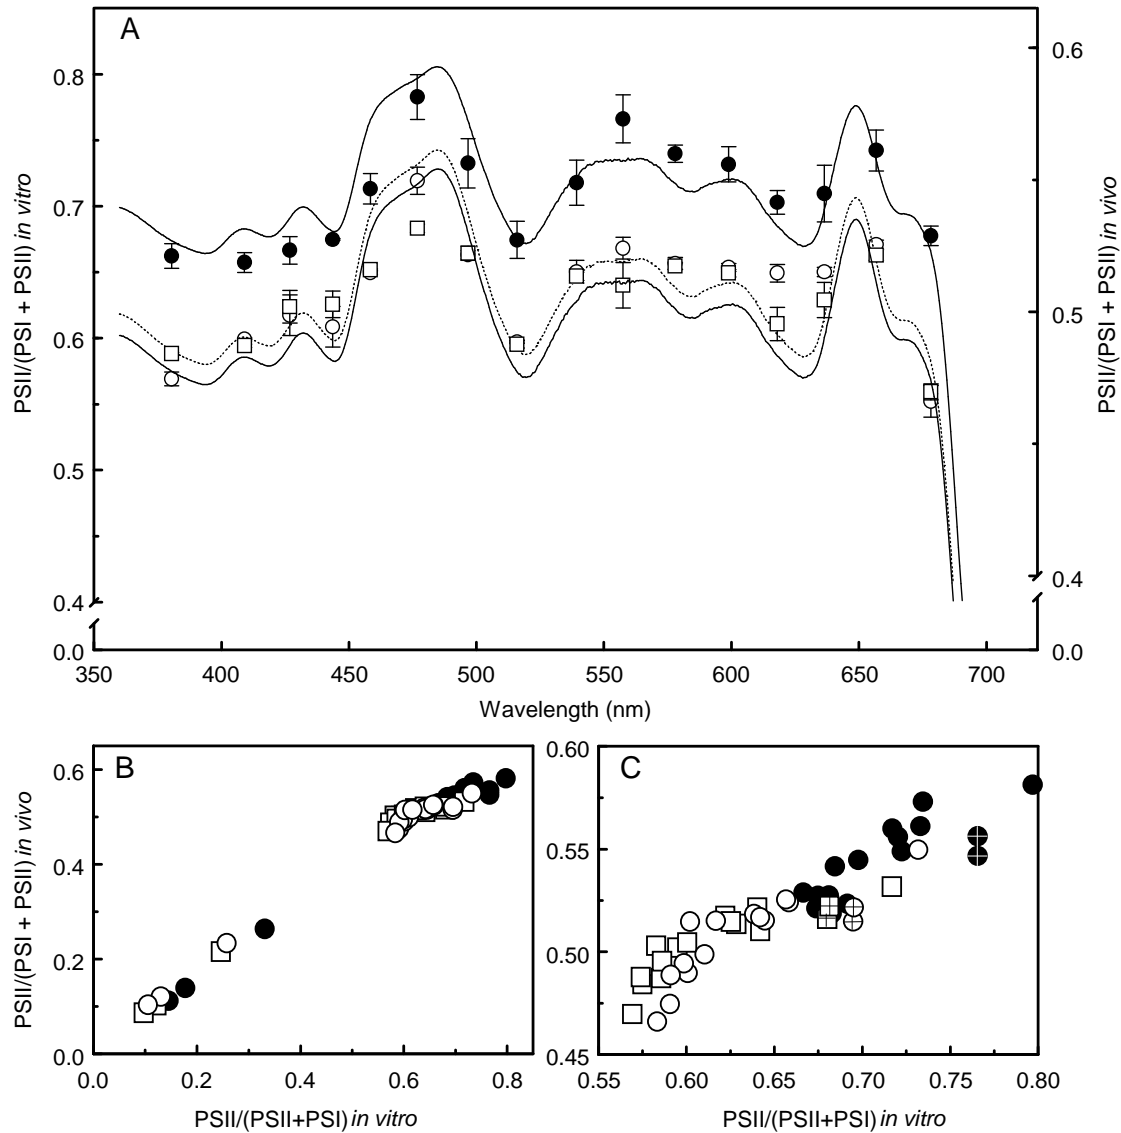 A
0.8
0.7
0.6
0.5
0.4
0.0
PSII/(PSI + PSII) in vitro
0.6
0.5
0.4
0.0
PSII/(PSI + PSII) in vivo
350 400 450 500 550 600 650 700
Wavelength (nm)
B
0.6
0.4
0.2
0.0
PSII/(PSI + PSII) in vivo
0.0 0.2 0.4 0.6 0.8
PSII/(PSII+PSI) in vitro
C
0.60
0.55
0.50
0.45
0.55 0.60 0.65 0.70 0.75 0.80
PSII/(PSII+PSI) in vitro